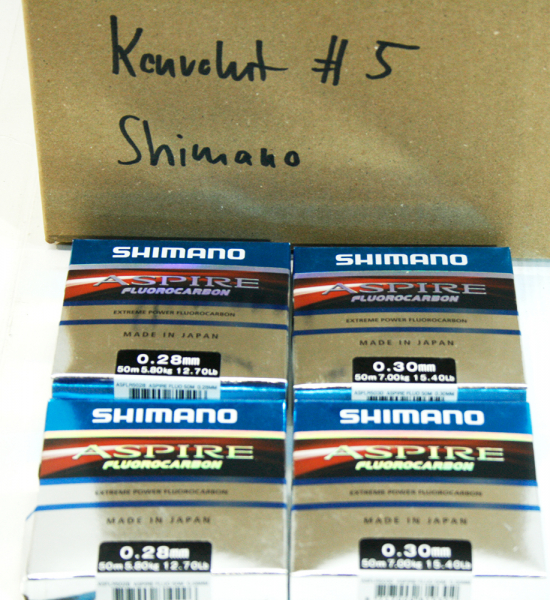 Konvolut #5
Shimano
SHIMANO
ASPIRE
FLUOROCARBON
EXTREME POWER FLUOROCARBON
MADE IN JAPAN
0.28mm
50m 5.80kg 12.70Lb
SHIMANO
ASPIRE
FLUOROCARBON
EXTREME POWER FLUOROCARBON
MADE IN JAPAN
0.30mm
50m 7.00kg 15.40Lb
SHIMANO
ASPIRE
FLUOROCARBON
EXTREME POWER FLUOROCARBON
MADE IN JAPAN
0.28mm
50m 5.80kg 12.70Lb
SHIMANO
ASPIRE
FLUOROCARBON
EXTREME POWER FLUOROCARBON
MADE IN JAPAN
0.30mm
50m 7.00kg 15.40Lb